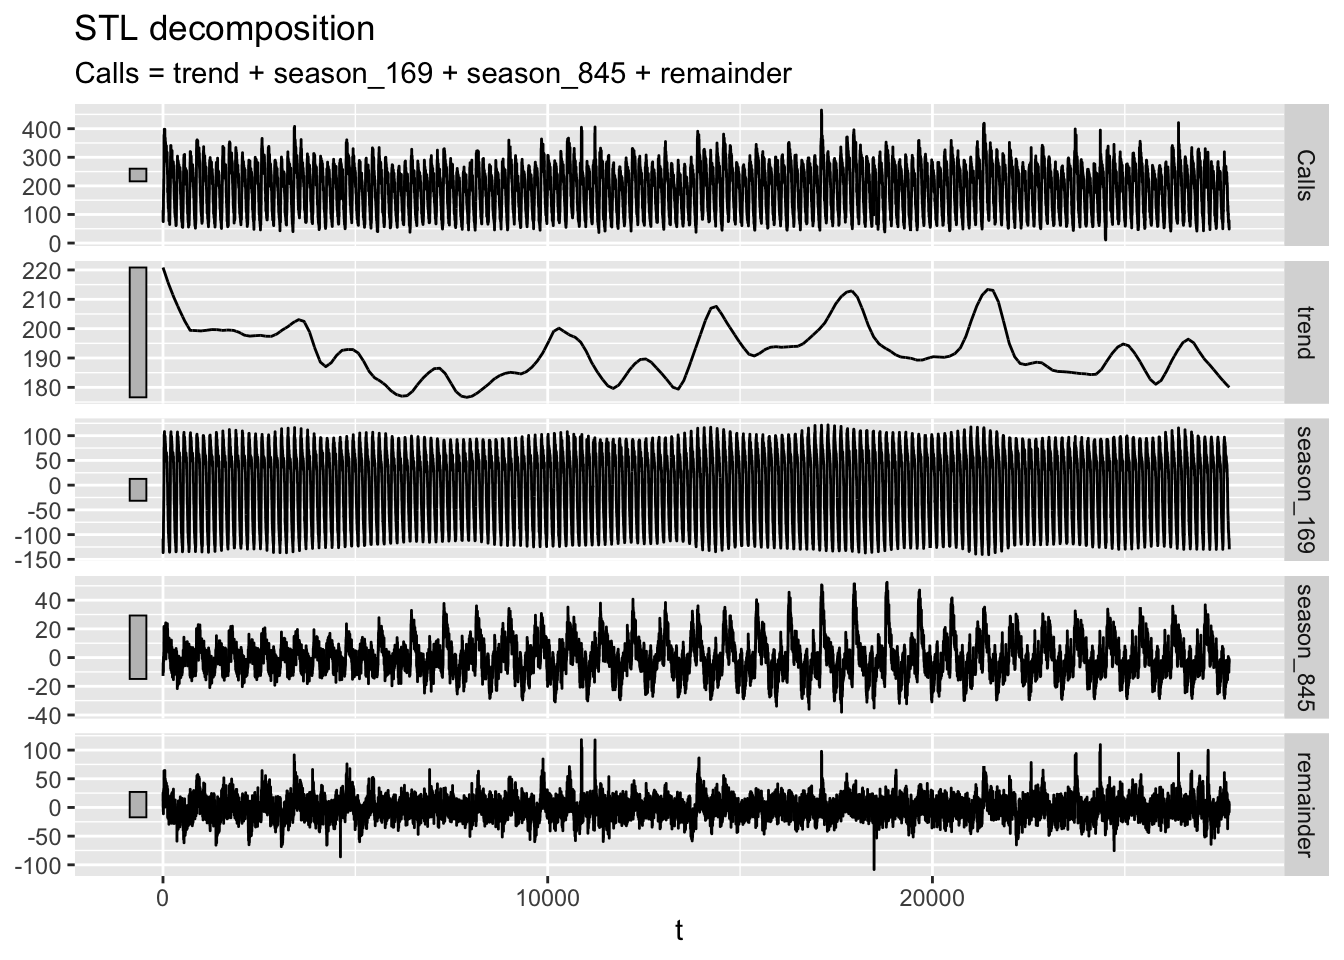 STL decomposition
Calls = trend + season_169 + season_845 + remainder
400
300
200
100
0
Calls
220
210
200
190
180
trend
100
50
0
-50
-100
-150
season_169
40
20
0
-20
-40
season_845
100
50
0
-50
-100
remainder
0 10000 20000
t